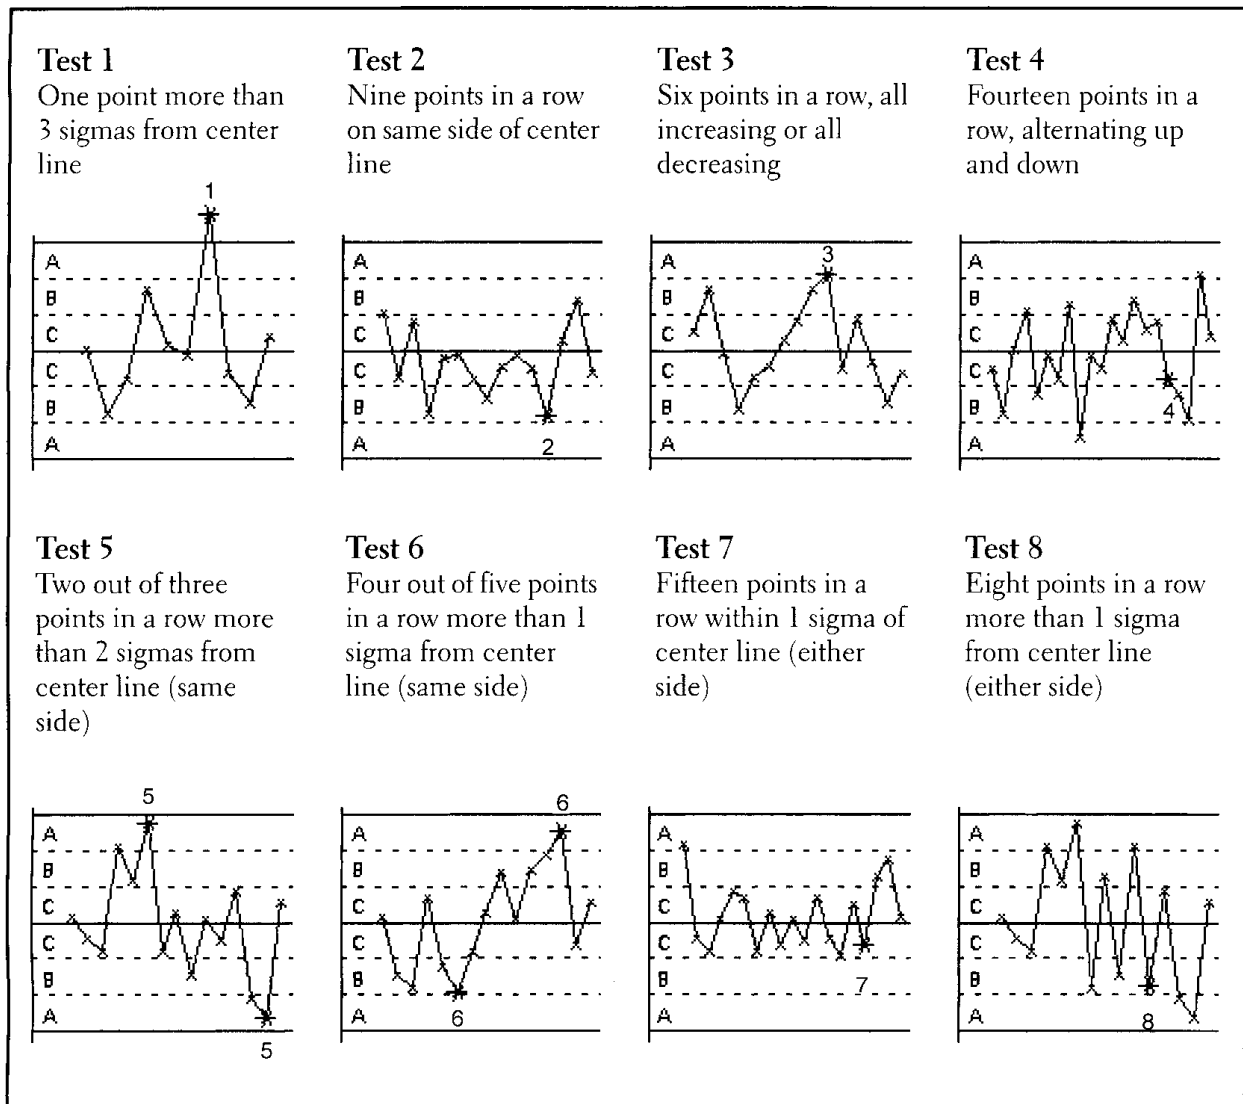 Test 1
One point more than
3 sigmas from center
line
1
A
B
C
C
B
A
Test 2
Nine points in a row
on same side of center
line
A
B
C
C
B
A
2
Test 3
Six points in a row, all
increasing or all
decreasing
3
A
B
C
C
B
A
Test 4
Fourteen points in a
row, alternating up
and down
A
B
C
C
B
A
4
Test 5
Two out of three
points in a row more
than 2 sigmas from
center line (same
side)
5
A
B
C
C
B
A
5
Test 6
Four out of five points
in a row more than 1
sigma from center
line (same side)
6
A
B
C
C
B
A
6
Test 7
Fifteen points in a
row within 1 sigma of
center line (either
side)
A
B
C
C
B
A
7
Test 8
Eight points in a row
more than 1 sigma
from center line
(either side)
A
B
C
C
B
A
8